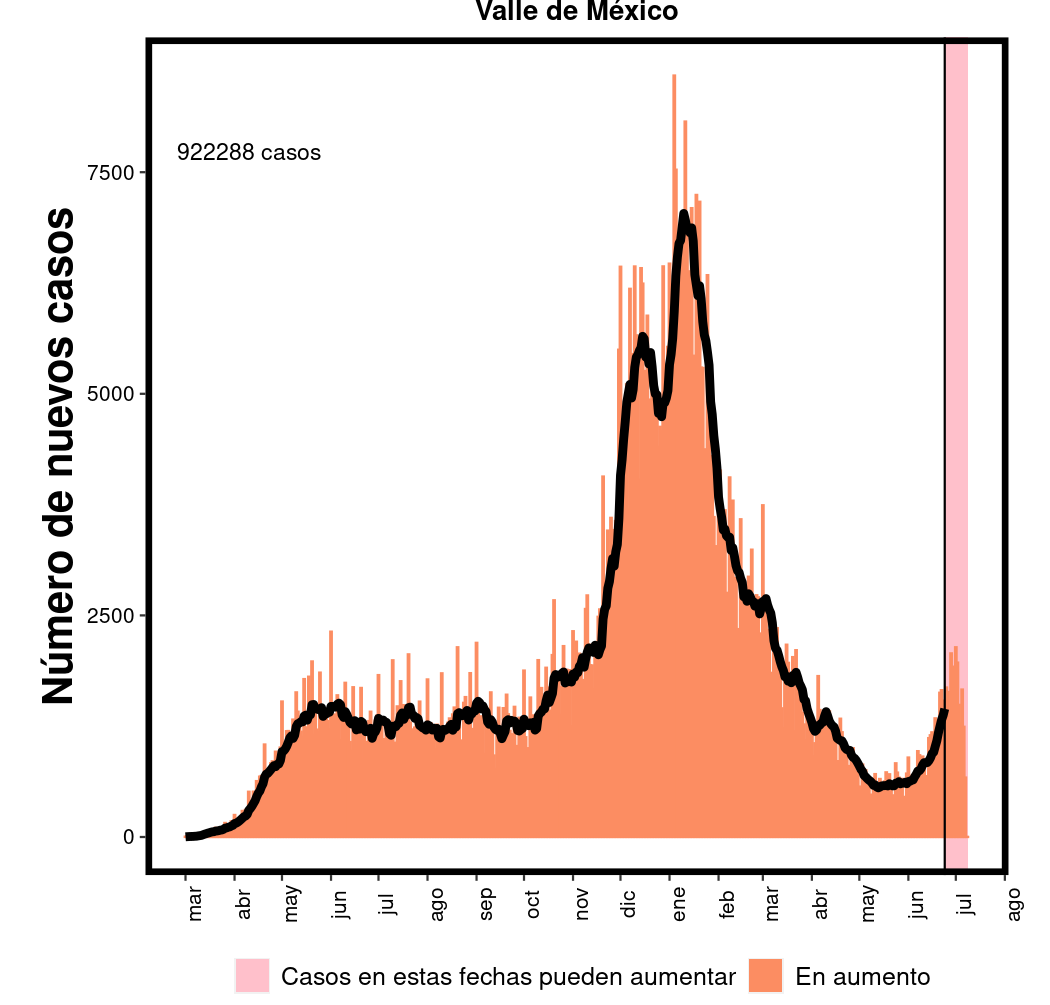 Valle de México
922288 casos
Número de nuevos casos
7500
5000
2500
0
mar
abr
may
jun
jul
ago
sep
oct
nov
dic
ene
feb
mar
abr
may
jun
jul
ago
Casos en estas fechas pueden aumentar
En aumento